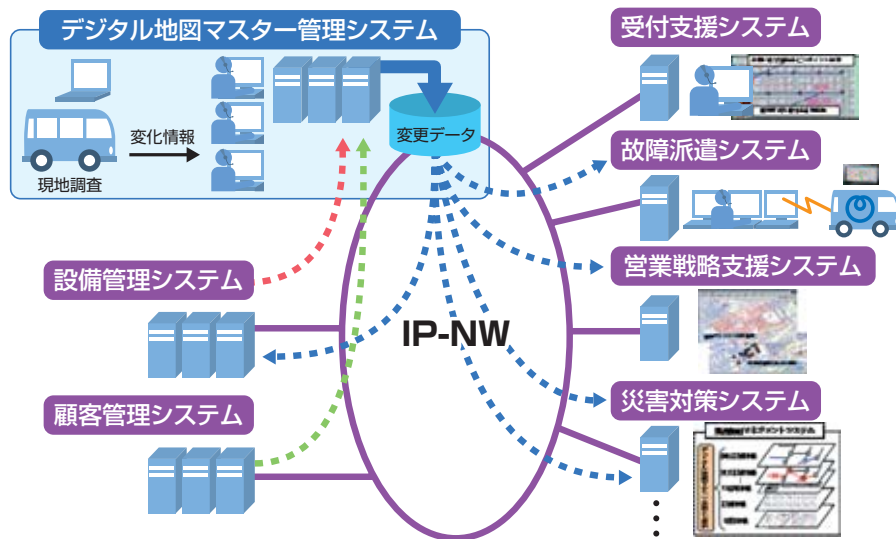 デジタル地図マスター管理システム
変化情報
現地調査
変更データ
受付支援システム
故障派遣システム
設備管理システム
営業戦略支援システム
IP-NW
顧客管理システム
災害対策システム